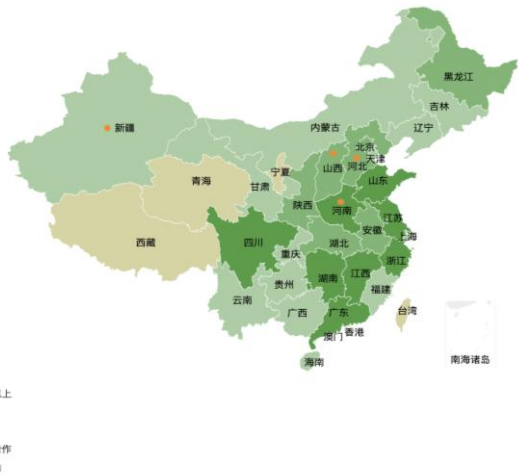 黑龙江
吉林
辽宁
新疆
内蒙古
北京
天津
宁夏
山西
河北
青海
甘肃
山东
陕西
河南
江苏
西藏
四川
安徽
上海
湖北
重庆
浙江
湖南
江西
贵州
福建
云南
广西
广东
台湾
香港
澳门
海南
南海诸岛
上
作